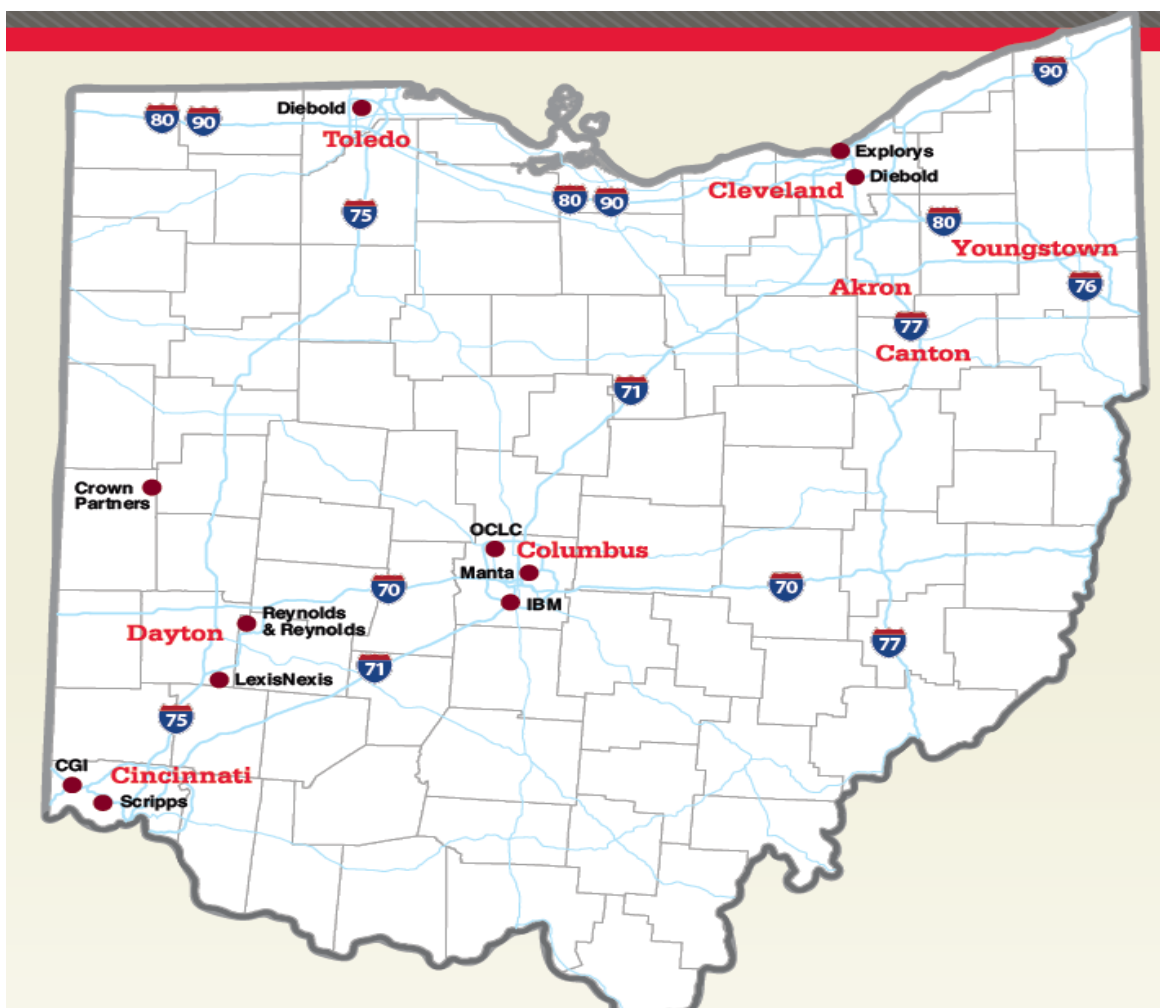 90
80 90
Diebold
Toledo
Explorys
Diebold
Cleveland
80 90
75
80
Youngstown
76
Akron
77
Canton
71
Crown
Partners
OCLC
Columbus
Manta
70
70
IBM
Reynolds
& Reynolds
Dayton
77
71
LexisNexis
75
CGI
Cincinnati
Scripps